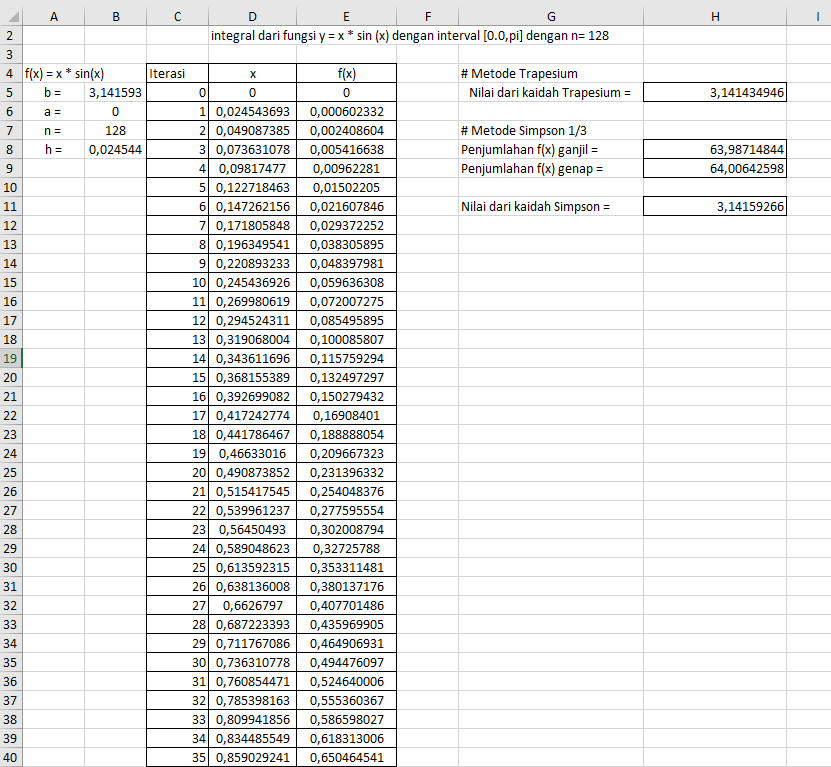 A B C D E F G H I
2 integral dari fungsi y = x * sin (x) dengan interval [0.0,pi] dengan n= 128
3
4 f(x) = x * sin(x) Iterasi x f(x) # Metode Trapesium
5 b = 3,141593 0 0 0 Nilai dari kaidah Trapesium = 3,141434946
6 a = 0 1 0,024543693 0,000602332
7 n = 128 2 0,049087385 0,002408604 # Metode Simpson 1/3
8 h = 0,024544 3 0,073631078 0,005416638 Penjumlahan f(x) ganjil = 63,98714844
9 4 0,09817477 0,00962281 Penjumlahan f(x) genap = 64,00642598
10 5 0,122718463 0,01502205
11 6 0,147262156 0,021607846 Nilai dari kaidah Simpson = 3,14159266
12 7 0,171805848 0,029372252
13 8 0,196349541 0,038305895
14 9 0,220893233 0,048397981
15 10 0,245436926 0,059636308
16 11 0,269980619 0,072007275
17 12 0,294524311 0,085495895
18 13 0,319068004 0,100085807
19 14 0,343611696 0,115759294
20 15 0,368155389 0,132497297
21 16 0,392699082 0,150279432
22 17 0,417242774 0,16908401
23 18 0,441786467 0,188888054
24 19 0,46633016 0,209667323
25 20 0,490873852 0,231396332
26 21 0,515417545 0,254048376
27 22 0,539961237 0,277595554
28 23 0,56450493 0,302008794
29 24 0,589048623 0,32725788
30 25 0,613592315 0,353311481
31 26 0,638136008 0,380137176
32 27 0,6626797 0,407701486
33 28 0,687223393 0,435969905
34 29 0,711767086 0,464906931
35 30 0,736310778 0,494476097
36 31 0,760854471 0,524640006
37 32 0,785398163 0,555360367
38 33 0,809941856 0,586598027
39 34 0,834485549 0,618313006
40 35 0,859029241 0,650464541